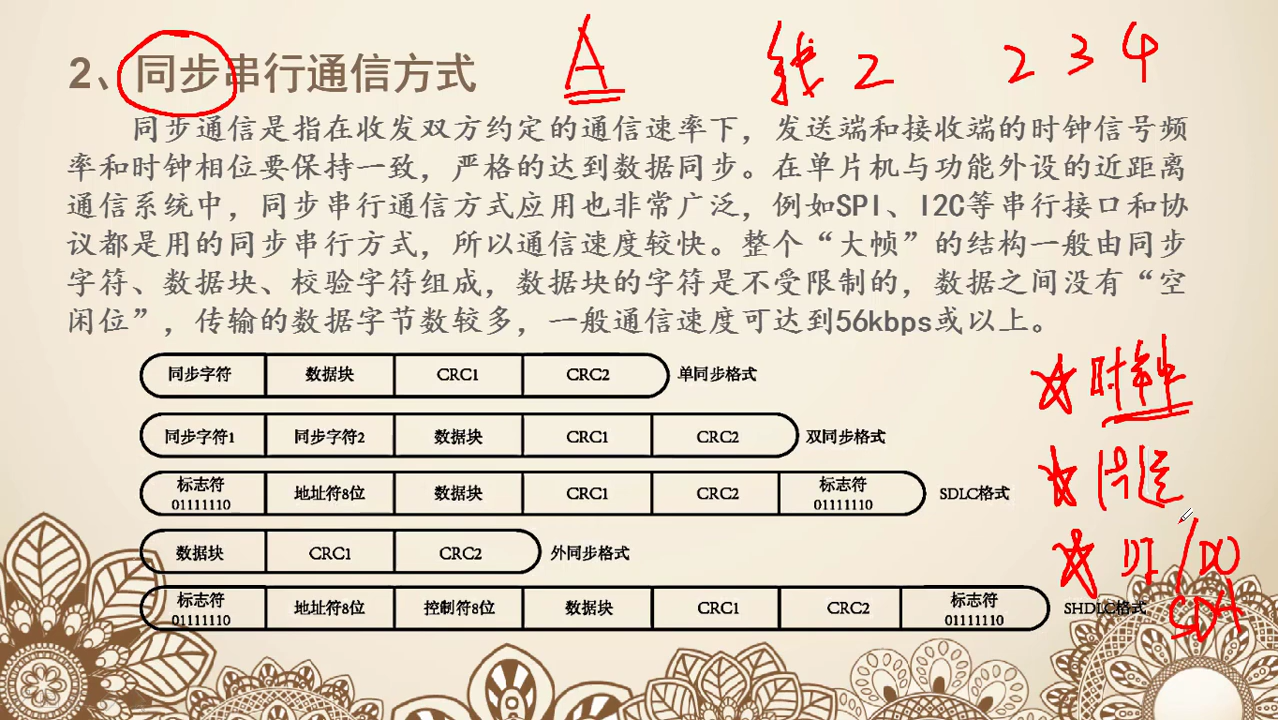 2、同步串行通信方式
A 线 2 2 3 4
同步通信是指在收发双方约定的通信速率下，发送端和接收端的时钟信号频
率和时钟相位要保持一致，严格的达到数据同步。在单片机与功能外设的近距离
通信系统中，同步串行通信方式应用也非常广泛，例如SPI、I2C等串行接口和协
议都是用的同步串行方式，所以通信速度较快。整个“大帧”的结构一般由同步
字符、数据块、校验字符组成，数据块的字符是不受限制的，数据之间没有“空
闲位”，传输的数据字节数较多，一般通信速度可达到56kbps或以上。
同步字符 数据块 CRC1 CRC2 单同步格式
时钟
同步字符1 同步字符2 数据块 CRC1 CRC2 双同步格式
标志符 地址符8位 数据块 CRC1 CRC2 标志符 SDLC格式
01111110 01111110
数据块 CRC1 CRC2 外同步格式
DI/DO
标志符 地址符8位 控制符8位 数据块 CRC1 CRC2 标志符 SHDLC格式
01111110 01111110
SDA